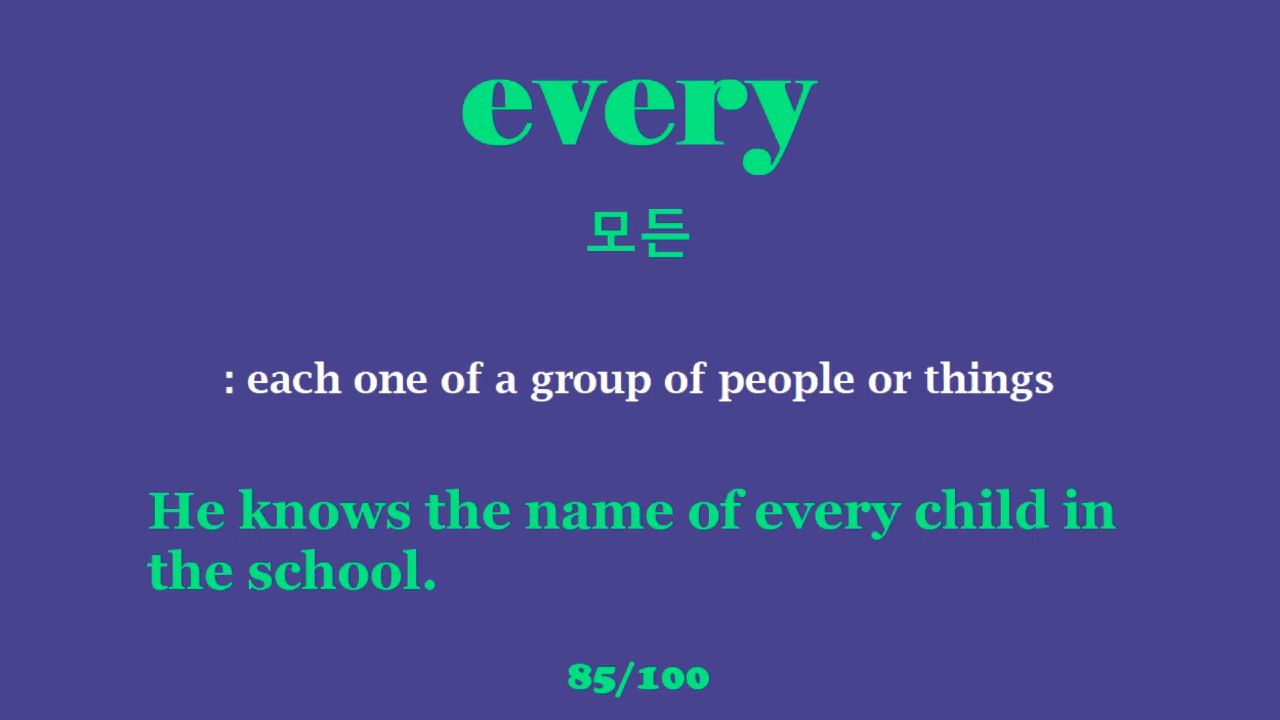 every
모든
: each one of a group of people or things
He knows the name of every child in
the school.
85/100